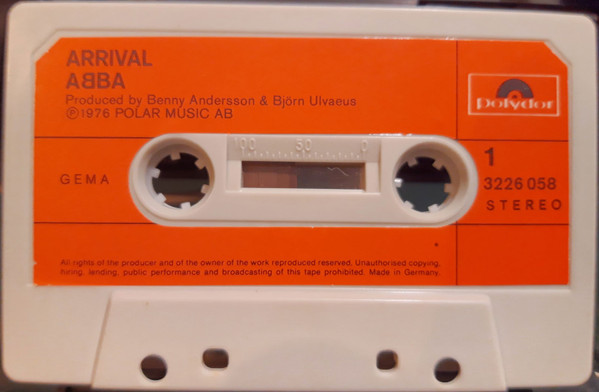 ARRIVAL
AᗺBA
Produced by Benny Andersson & Björn Ulvaeus
Ⓟ1976 POLAR MUSIC AB
polydor
100 50 0
GEMA
1
3226 058
STEREO
All rights of the producer and of the owner of the work reproduced reserved. Unauthorised copying,
hiring, lending, public performance and broadcasting of this tape prohibited. Made in Germany.